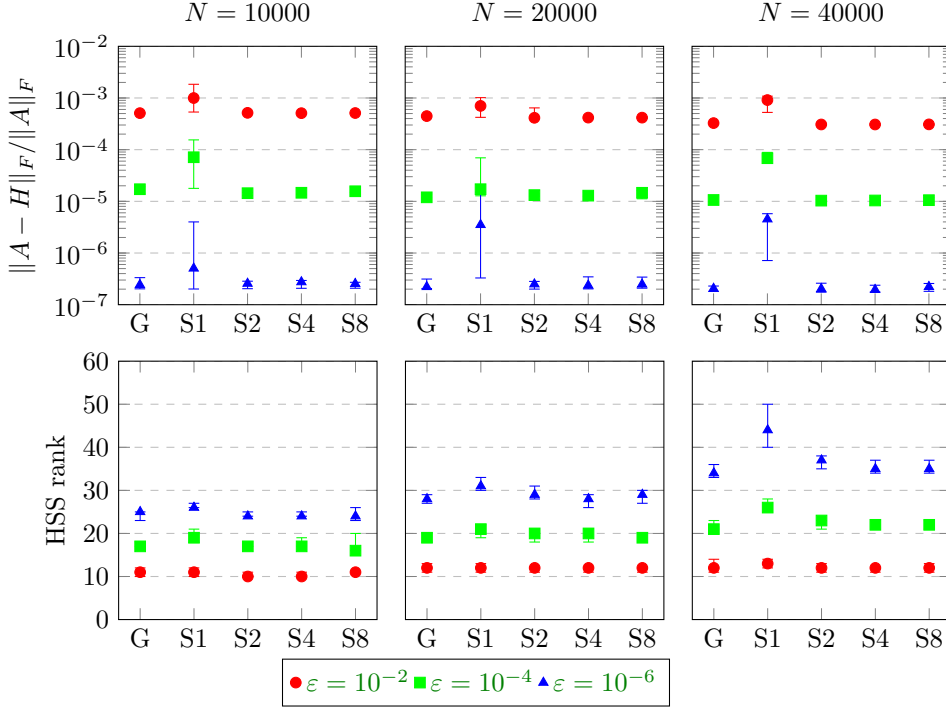 N = 10000 N = 20000 N = 40000
‖A − H‖_F/‖A‖_F
10^−2
10^−3
10^−4
10^−5
10^−6
10^−7
G S1 S2 S4 S8 G S1 S2 S4 S8 G S1 S2 S4 S8
HSS rank
60
50
40
30
20
10
0
G S1 S2 S4 S8 G S1 S2 S4 S8 G S1 S2 S4 S8
ε = 10^−2 ε = 10^−4 ε = 10^−6